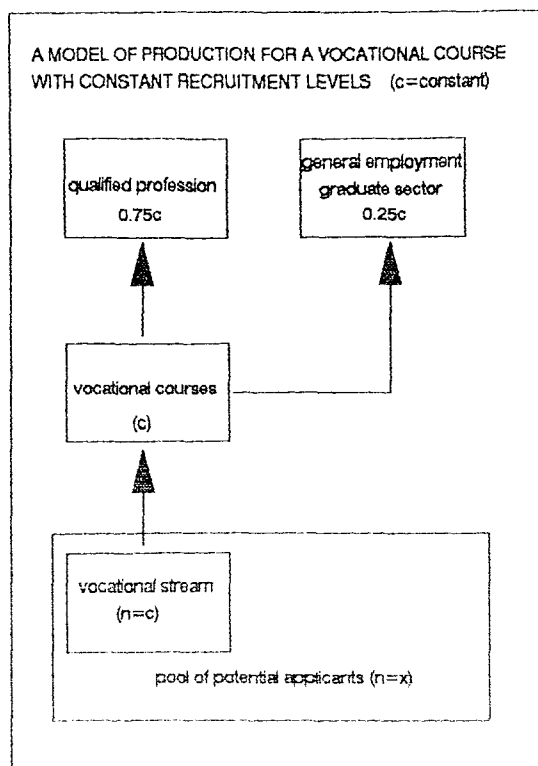 A MODEL OF PRODUCTION FOR A VOCATIONAL COURSE
WITH CONSTANT RECRUITMENT LEVELS (c=constant)
qualified profession
0.75c
general employment
graduate sector
0.25c
vocational courses
(c)
vocational stream
(n=c)
pool of potential applicants (n=x)